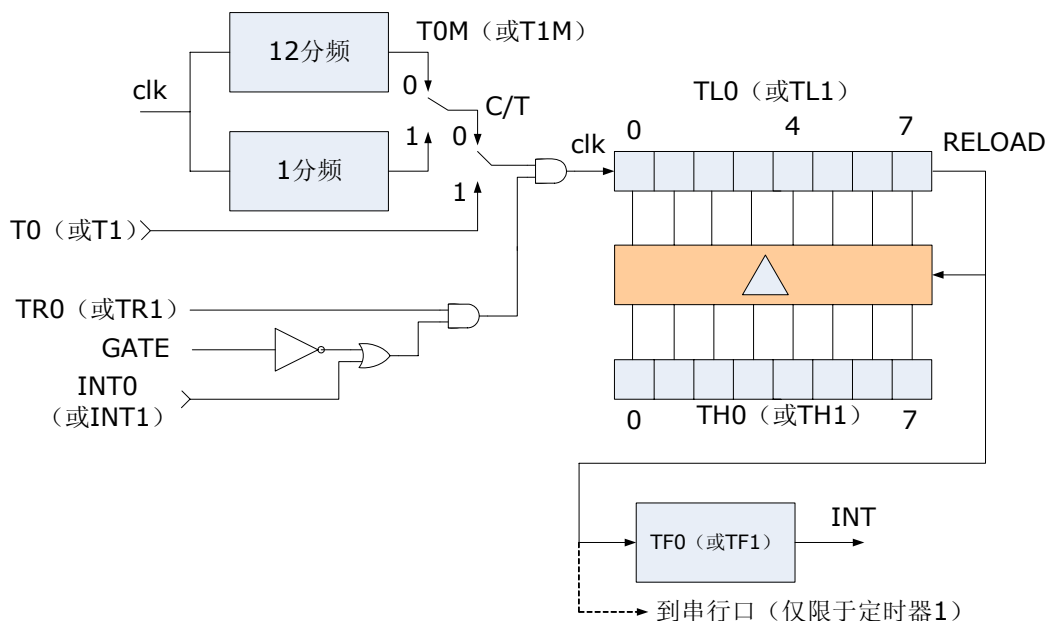 12分频
T0M（或T1M）
clk
0
C/T
1
0
1分频
1
T0（或T1）
TR0（或TR1）
GATE
INT0
（或INT1）
clk
TL0（或TL1）
0
4
7
RELOAD
0
TH0（或TH1）
7
TF0（或TF1）
INT
到串行口（仅限于定时器1）